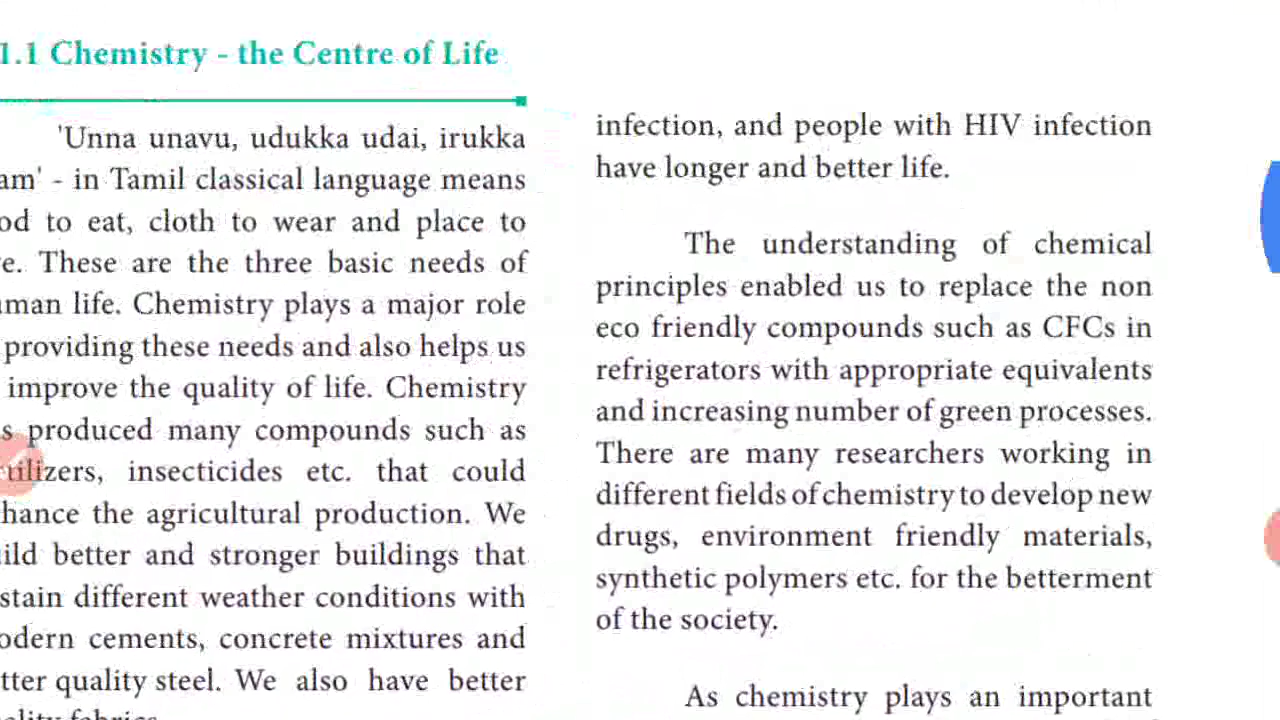 1.1 Chemistry - the Centre of Life
'Unna unavu, udukka udai, irukka
am' - in Tamil classical language means
od to eat, cloth to wear and place to
e. These are the three basic needs of
man life. Chemistry plays a major role
providing these needs and also helps us
improve the quality of life. Chemistry
s produced many compounds such as
tilizers, insecticides etc. that could
hance the agricultural production. We
ild better and stronger buildings that
stain different weather conditions with
odern cements, concrete mixtures and
tter quality steel. We also have better
ality fabrics.
infection, and people with HIV infection
have longer and better life.
The understanding of chemical
principles enabled us to replace the non
eco friendly compounds such as CFCs in
refrigerators with appropriate equivalents
and increasing number of green processes.
There are many researchers working in
different fields of chemistry to develop new
drugs, environment friendly materials,
synthetic polymers etc. for the betterment
of the society.
As chemistry plays an important